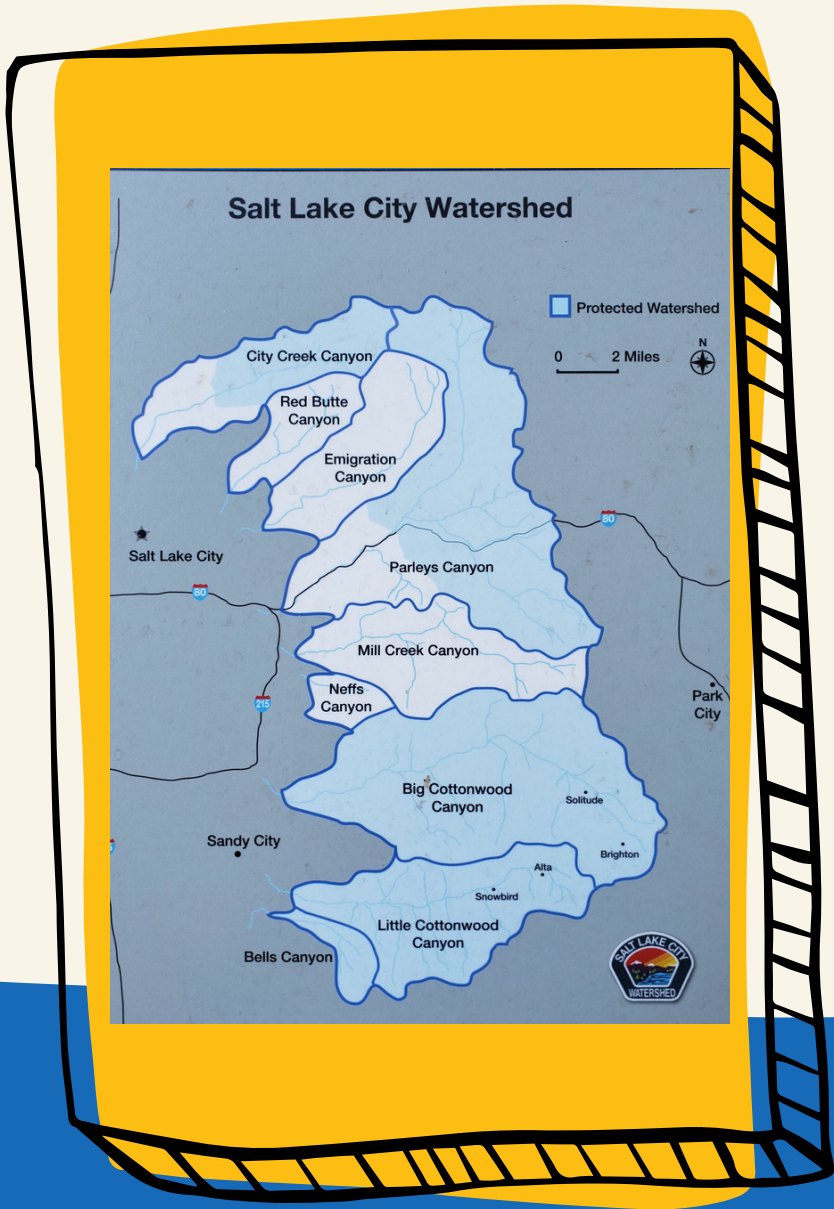 Salt Lake City Watershed
Protected Watershed
N
0 2 Miles
City Creek Canyon
Red Butte
Canyon
Emigration
Canyon
80
Salt Lake City
Parleys Canyon
80
Mill Creek Canyon
Neffs
Canyon
Park
City
215
Big Cottonwood
Canyon
Solitude
Sandy City
Brighton
Alta
Snowbird
Little Cottonwood
Canyon
Bells Canyon
SALT LAKE CITY
WATERSHED